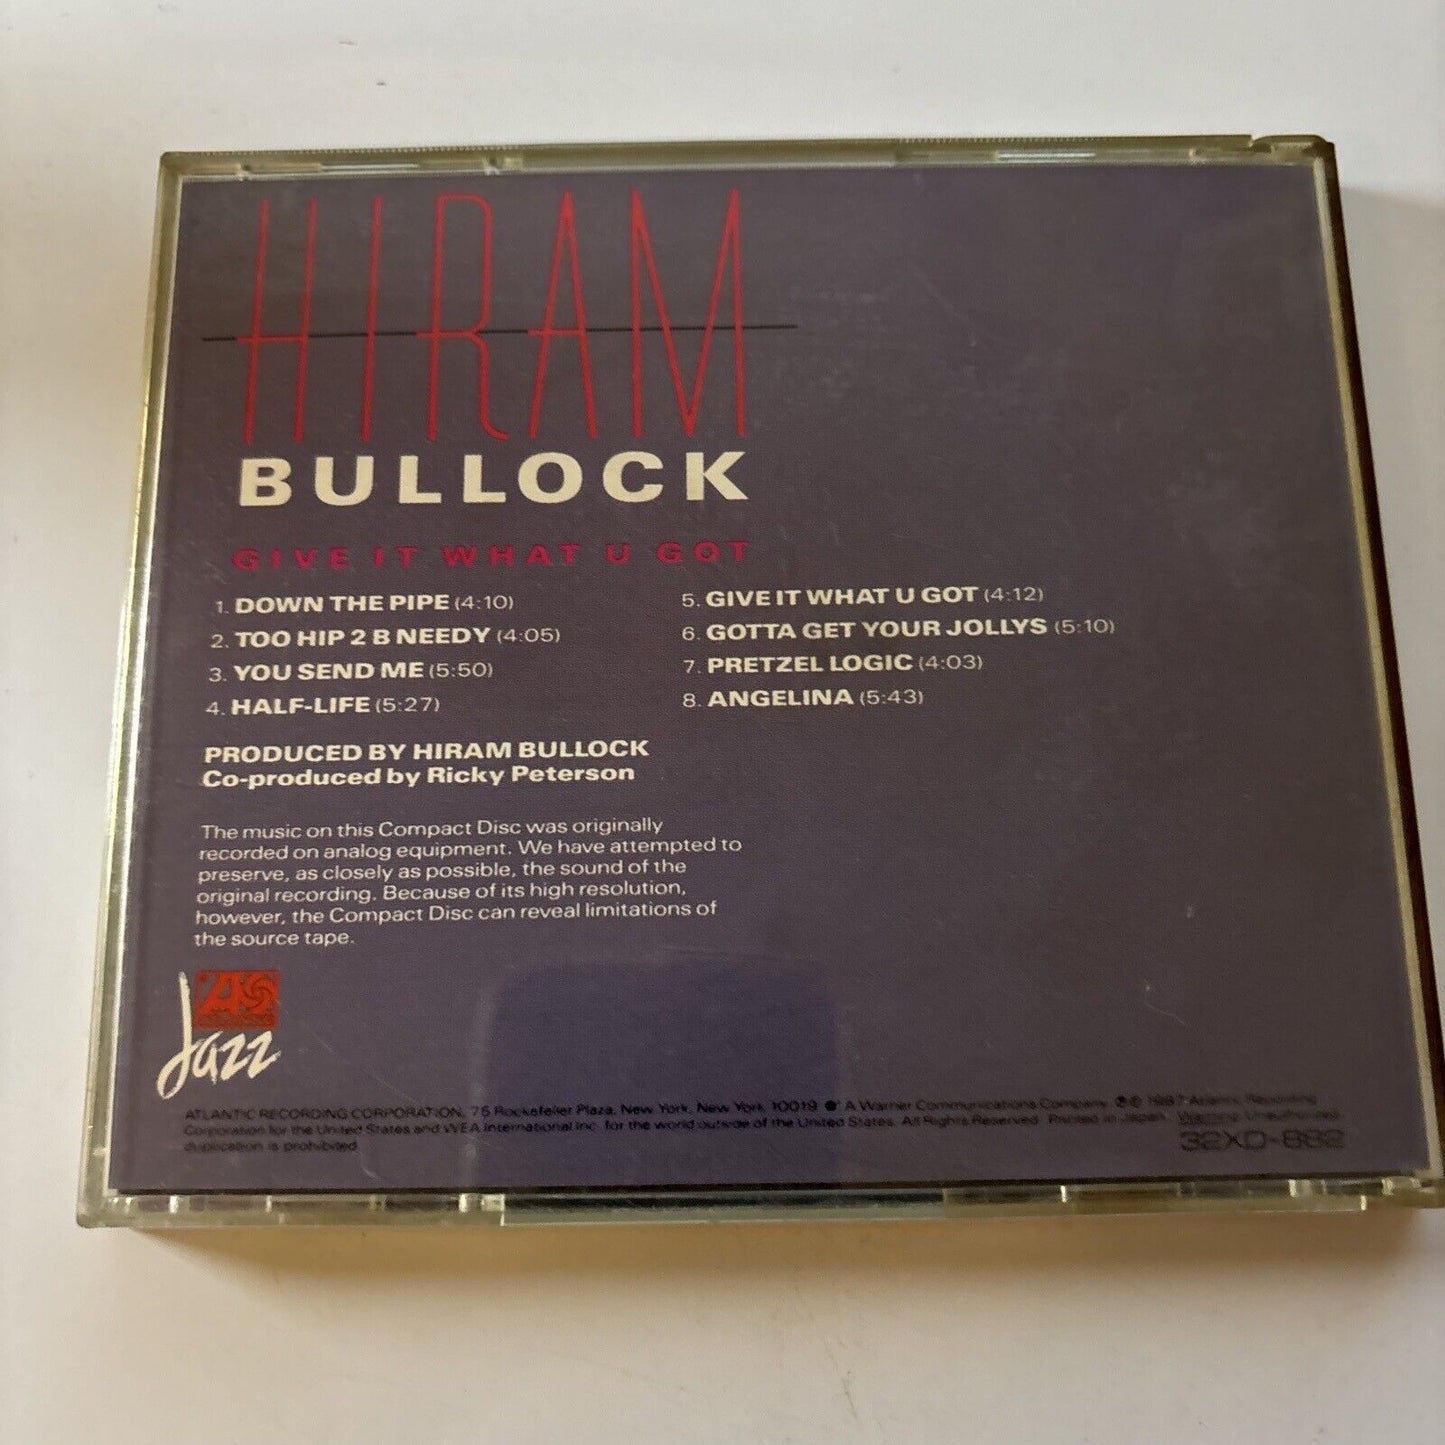 HIRAM
BULLOCK
GIVE IT WHAT U GOT
1. DOWN THE PIPE (4:10)
2. TOO HIP 2 B NEEDY (4:05)
3. YOU SEND ME (5:50)
4. HALF-LIFE (5:27)
5. GIVE IT WHAT U GOT (4:12)
6. GOTTA GET YOUR JOLLYS (5:10)
7. PRETZEL LOGIC (4:03)
8. ANGELINA (5:43)
PRODUCED BY HIRAM BULLOCK
Co-produced by Ricky Peterson
The music on this Compact Disc was originally
recorded on analog equipment. We have attempted to
preserve, as closely as possible, the sound of the
original recording. Because of its high resolution,
however, the Compact Disc can reveal limitations of
the source tape.
Jazz
ATLANTIC RECORDING CORPORATION, 75 Rockefeller Plaza, New York, New York 10019 ● A Warner Communications Company ℗© 1987 Atlantic Recording
Corporation for the United States and WEA International Inc. for the world outside of the United States. All Rights Reserved. Printed in Japan. Warning: Unauthorized
duplication is prohibited
32XD-882